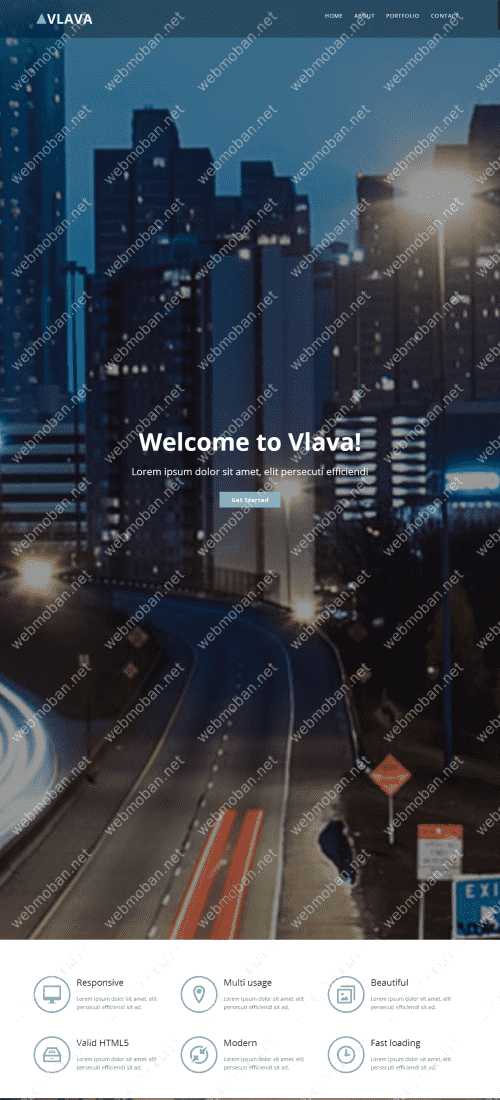 VLAVA
HOME ABOUT PORTFOLIO CONTACT
Welcome to Vlava!
Lorem ipsum dolor sit amet, elit persecuti efficiendi
Get Started
EXI
Responsive
Lorem ipsum dolor sit amet, elit
persecuti efficiendi sit ad.
Multi usage
Lorem ipsum dolor sit amet, elit
persecuti efficiendi sit ad.
Beautiful
Lorem ipsum dolor sit amet, elit
persecuti efficiendi sit ad.
Valid HTML5
Lorem ipsum dolor sit amet, elit
persecuti efficiendi sit ad.
Modern
Lorem ipsum dolor sit amet, elit
persecuti efficiendi sit ad.
Fast loading
Lorem ipsum dolor sit amet, elit
persecuti efficiendi sit ad.
webmoban.net